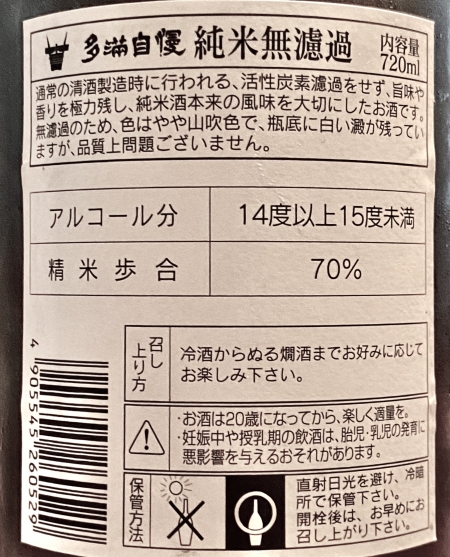 多満自慢 純米無濾過 内容量
720ml
通常の清酒製造時に行われる、活性炭素濾過をせず、旨味や
香りを極力残し、純米酒本来の風味を大切にしたお酒です。
無濾過のため、色はやや山吹色で、瓶底に白い澱が残ってい
ますが、品質上問題ございません。
アルコール分 14度以上15度未満
精米歩合 70%
召し
上り方
冷酒からぬる燗酒までお好みに応じて
お楽しみ下さい。
・お酒は20歳になってから、楽しく適量を。
・妊娠中や授乳期の飲酒は、胎児・乳児の発育に
悪影響を与えるおそれがあります。
保管方法
直射日光を避け、冷暗
所で保管下さい。
開栓後は、お早めにお
召し上がり下さい。
4905545260529